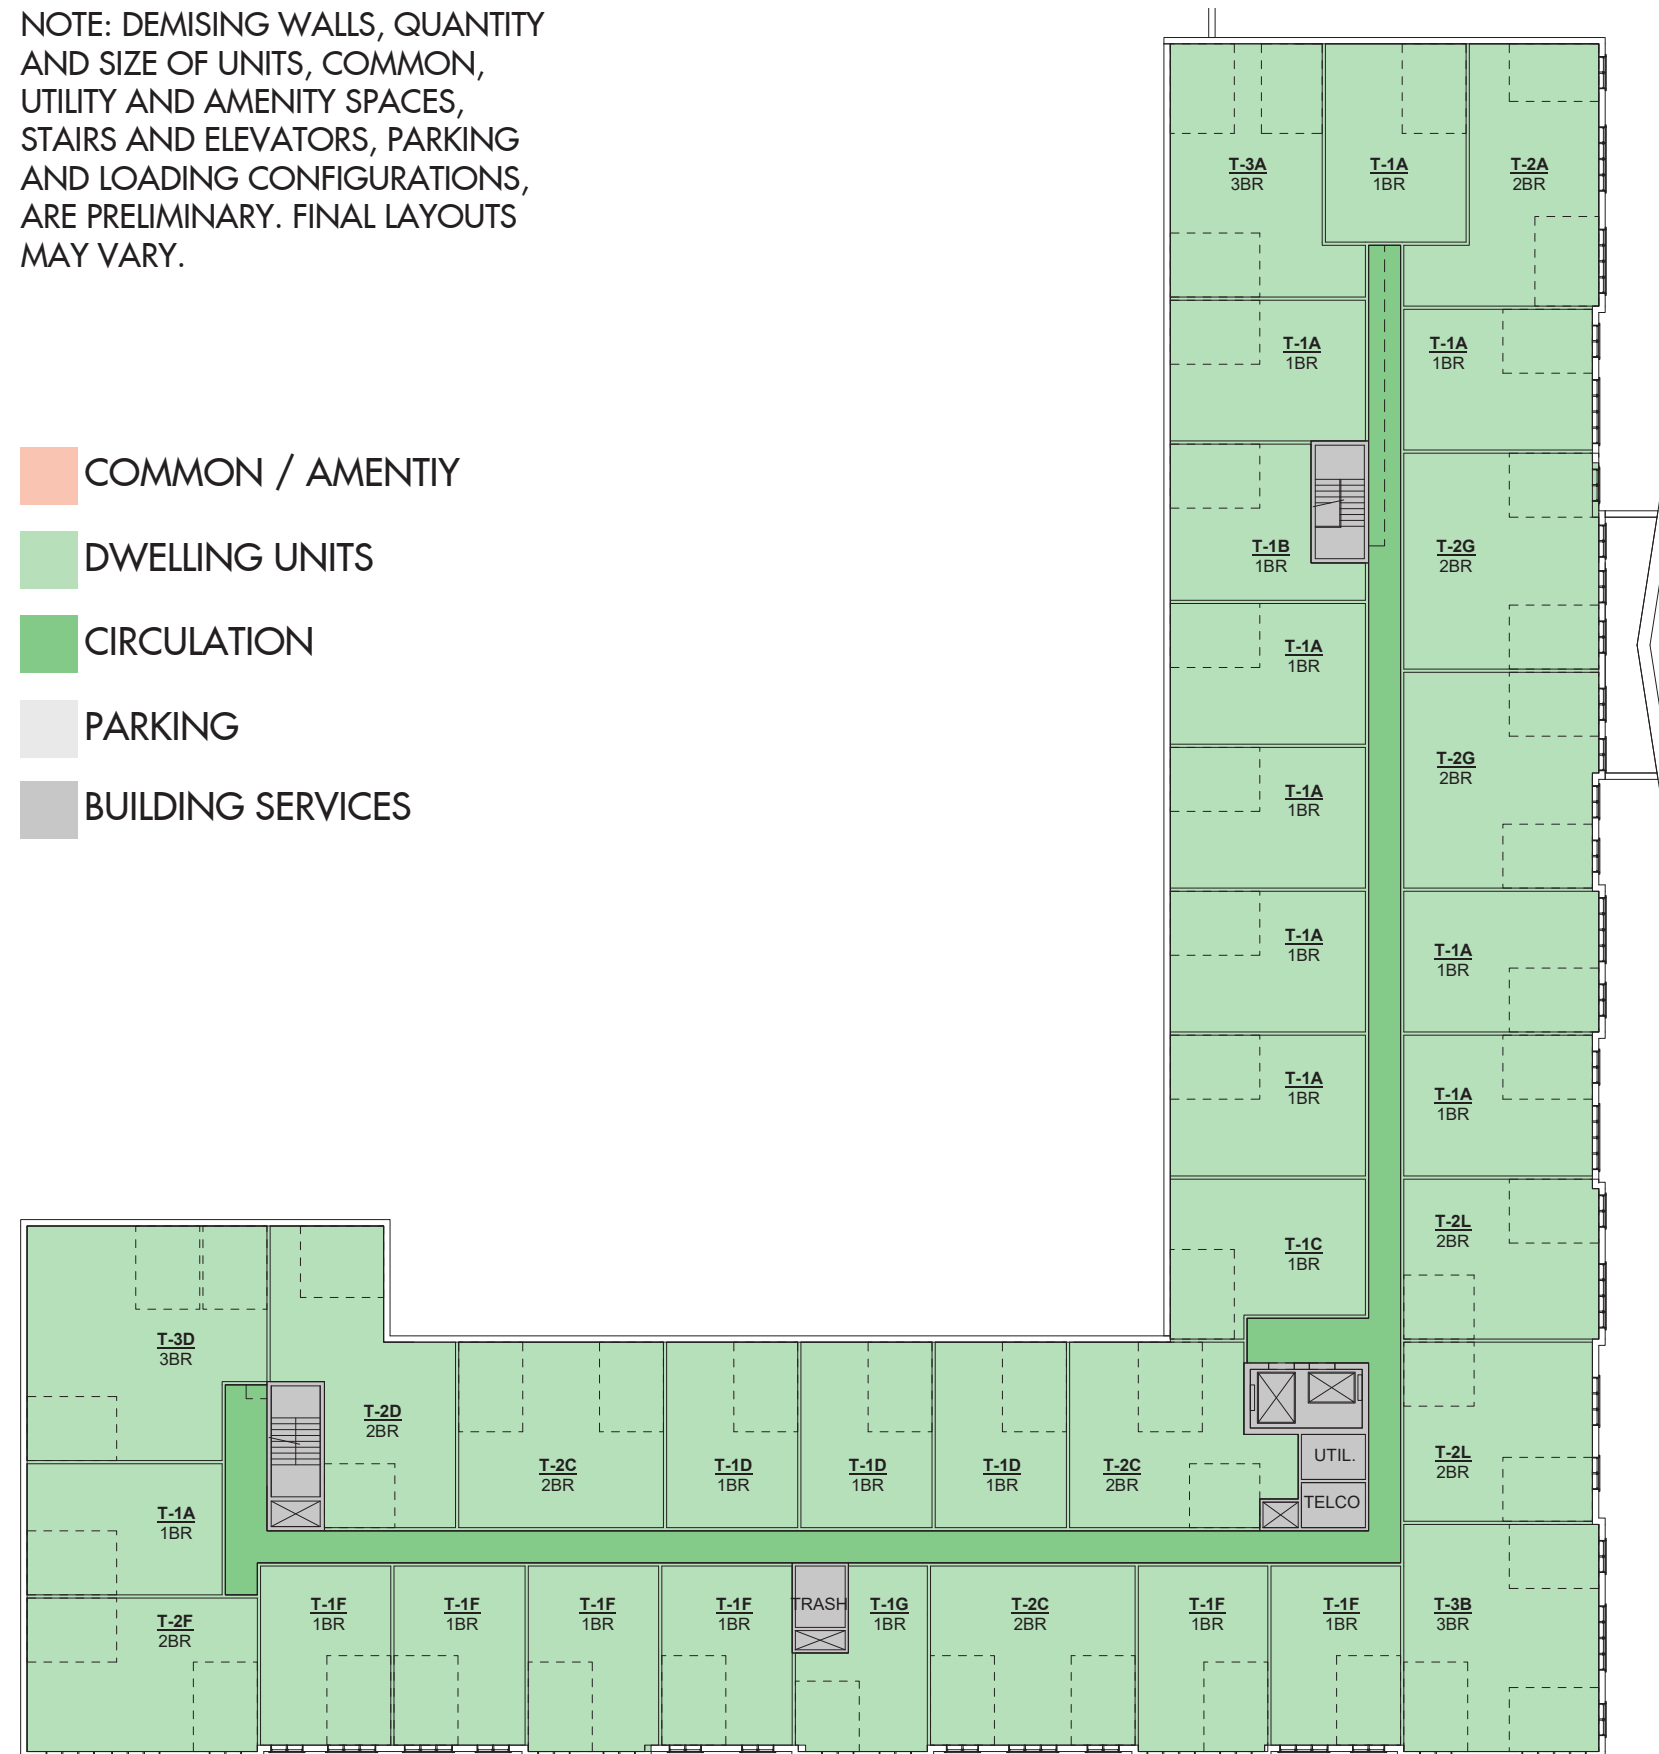 NOTE: DEMISING WALLS, QUANTITY
AND SIZE OF UNITS, COMMON,
UTILITY AND AMENITY SPACES,
STAIRS AND ELEVATORS, PARKING
AND LOADING CONFIGURATIONS,
ARE PRELIMINARY. FINAL LAYOUTS
MAY VARY.
COMMON / AMENTIY
DWELLING UNITS
CIRCULATION
PARKING
BUILDING SERVICES
T-3A
3BR
T-1A
1BR
T-2A
2BR
T-1A
1BR
T-1A
1BR
T-1B
1BR
T-2G
2BR
T-1A
1BR
T-2G
2BR
T-1A
1BR
T-1A
1BR
T-1A
1BR
T-1A
1BR
T-1A
1BR
T-1C
1BR
T-2L
2BR
T-3D
3BR
T-2D
2BR
T-2C
2BR
T-1D
1BR
T-1D
1BR
T-1D
1BR
T-2C
2BR
UTIL.
TELCO
T-2L
2BR
T-1A
1BR
T-2F
2BR
T-1F
1BR
T-1F
1BR
T-1F
1BR
T-1F
1BR
TRASH
T-1G
1BR
T-2C
2BR
T-1F
1BR
T-1F
1BR
T-3B
3BR